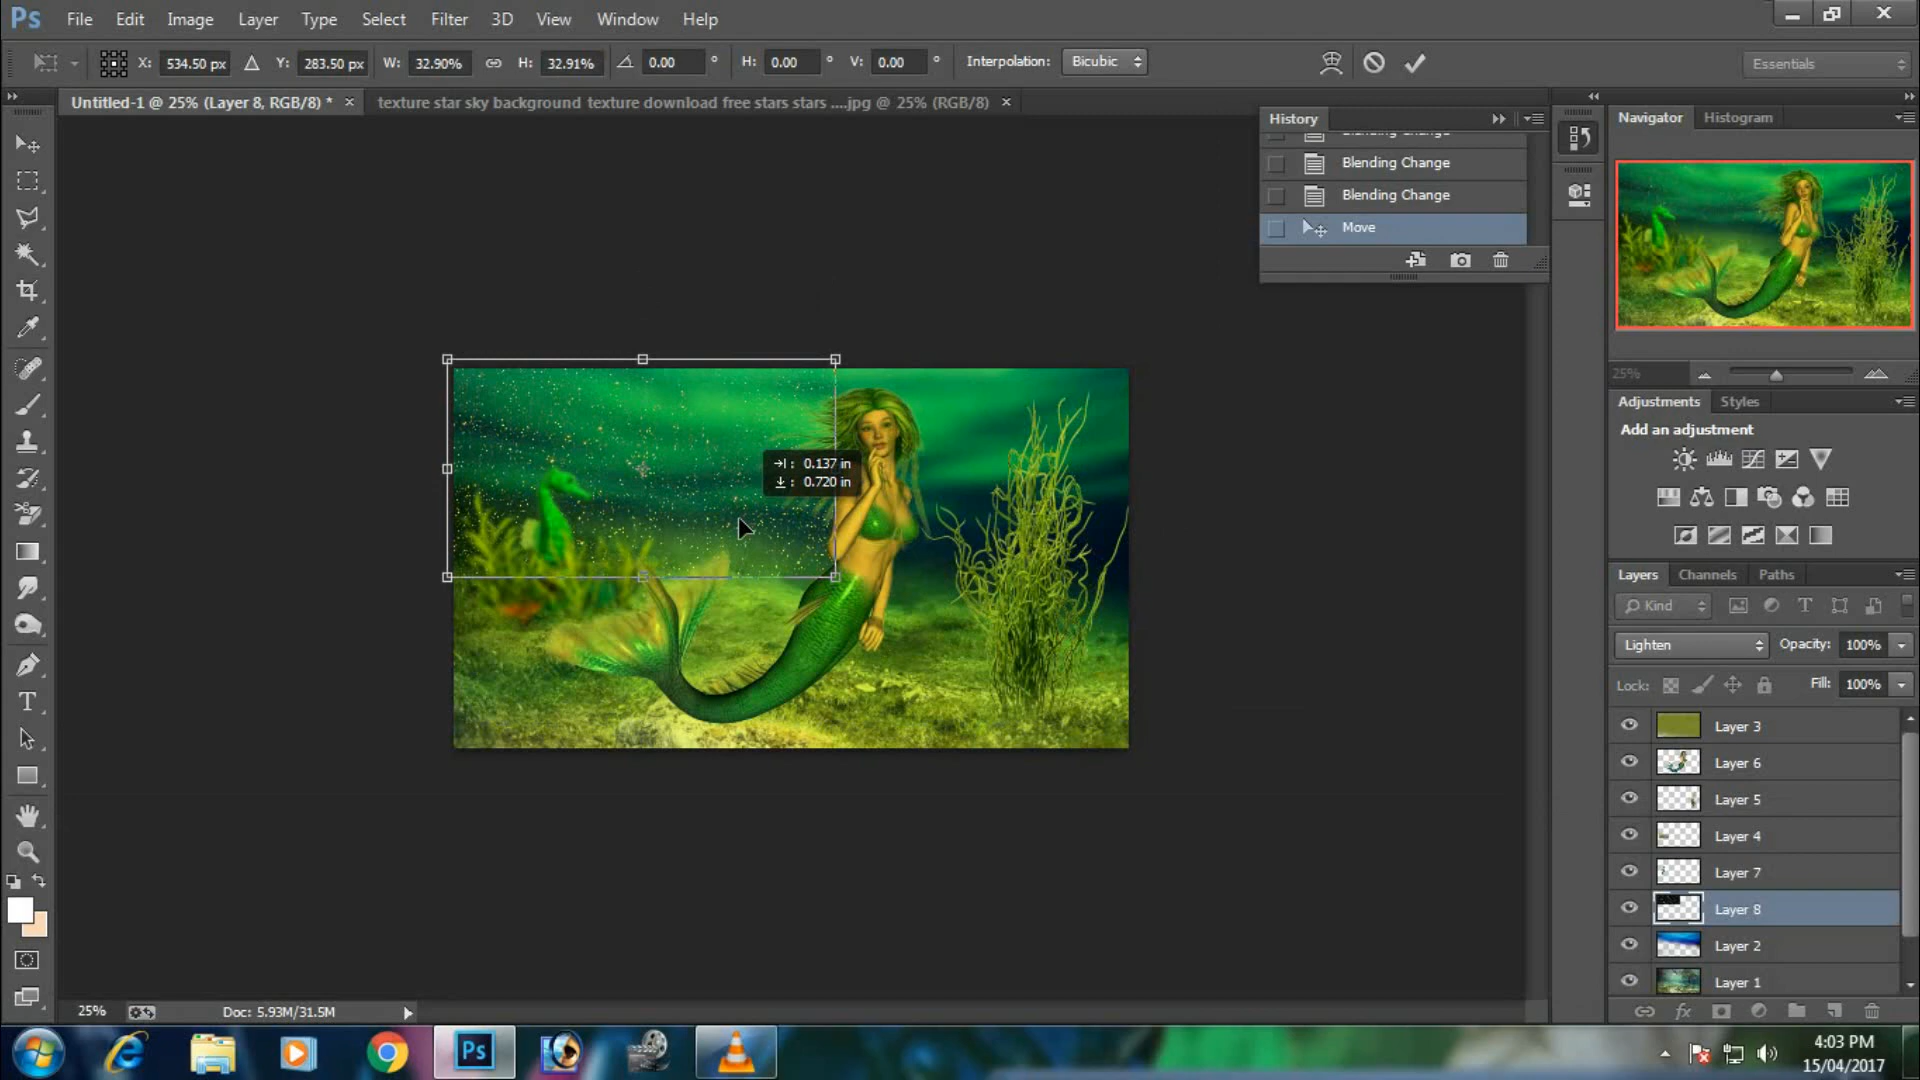 Ps File Edit Image Layer Type Select Filter 3D View Window Help
X: 534.50 px Y: 283.50 px W: 32.90% H: 32.91% 0.00 ° H: 0.00 ° V: 0.00 ° Interpolation: Bicubic Essentials
Untitled-1 @ 25% (Layer 8, RGB/8) * × texture star sky background texture download free stars stars ....jpg @ 25% (RGB/8) ×
History
Blending Change
Blending Change
Blending Change
Move
Navigator Histogram
25%
Adjustments Styles
Add an adjustment
Layers Channels Paths
Kind
Lighten Opacity: 100%
Lock: Fill: 100%
Layer 3
Layer 6
Layer 5
Layer 4
Layer 7
Layer 8
Layer 2
Layer 1
: 0.137 in
: 0.720 in
T
25% Doc: 5.93M/31.5M
Ps
4:03 PM
15/04/2017